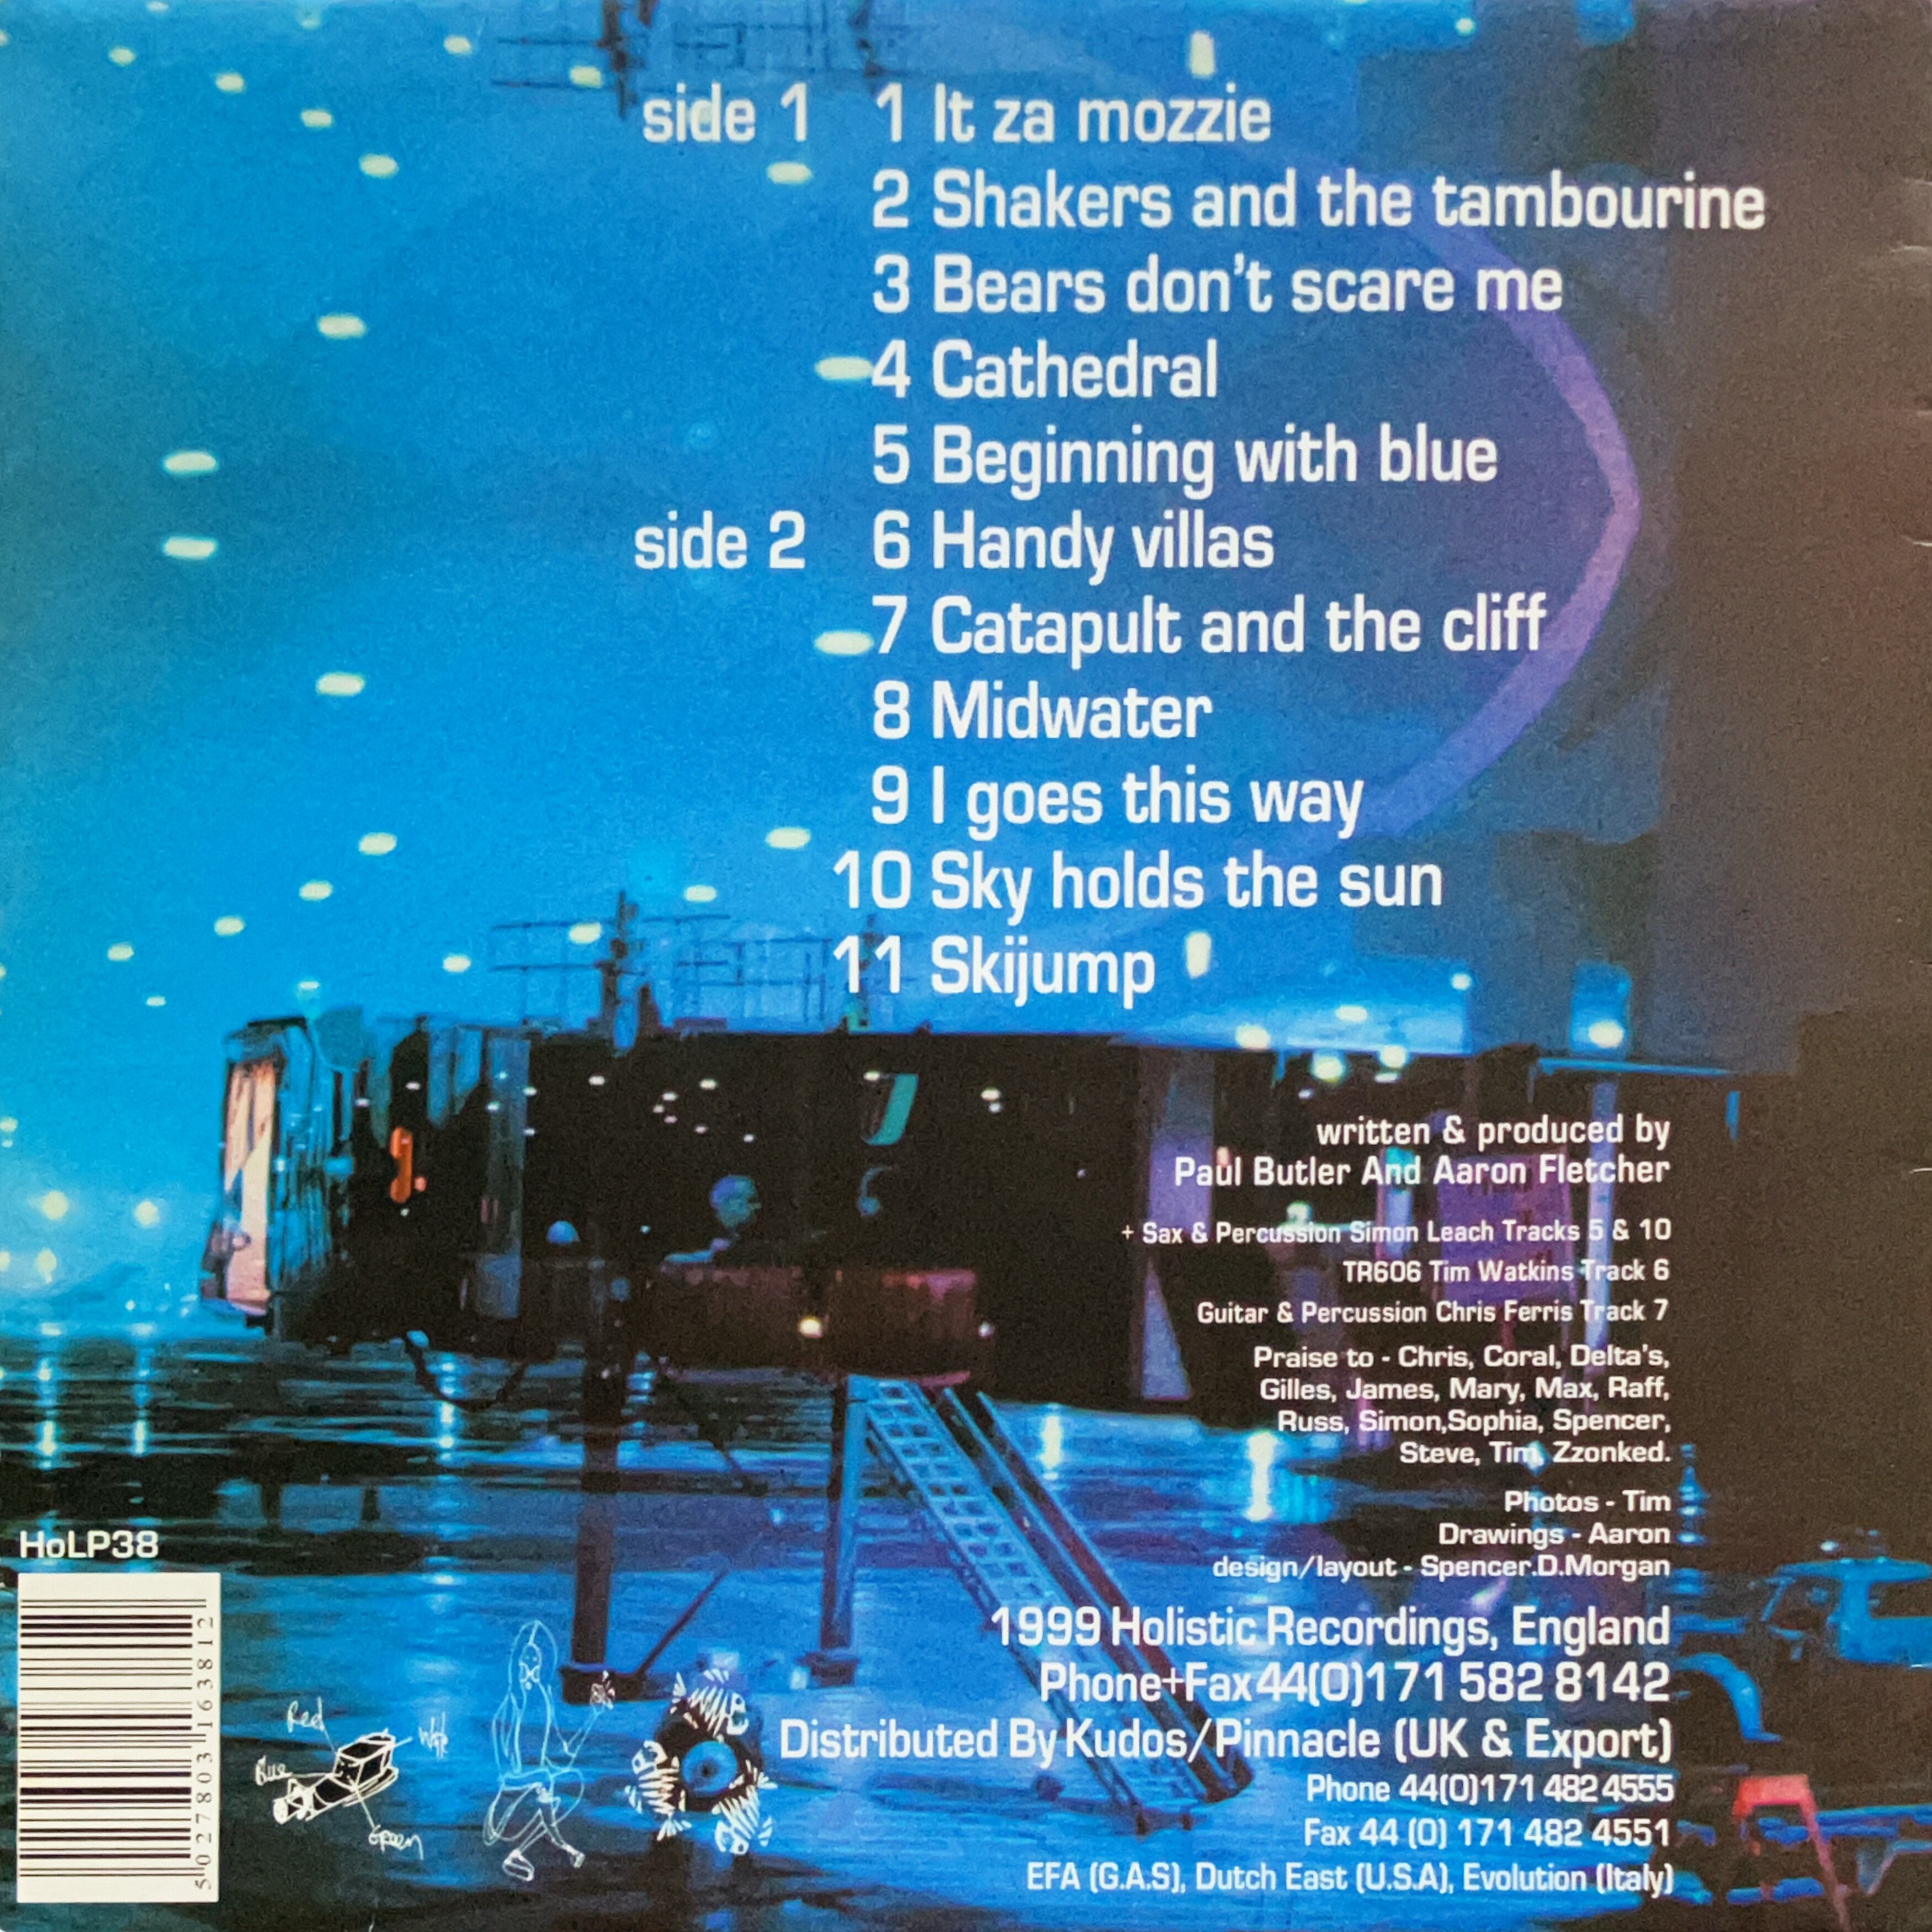 side 1 1 It za mozzie
2 Shakers and the tambourine
3 Bears don't scare me
4 Cathedral
5 Beginning with blue
side 2 6 Handy villas
7 Catapult and the cliff
8 Midwater
9 I goes this way
10 Sky holds the sun
11 Skijump
written & produced by
Paul Butler And Aaron Fletcher
+ Sax & Percussion Simon Leach Tracks 5 & 10
TR606 Tim Watkins Track 6
Guitar & Percussion Chris Ferris Track 7
Praise to - Chris, Coral, Delta's,
Gilles, James, Mary, Max, Raff,
Russ, Simon,Sophia, Spencer,
Steve, Tim, Zzonked.
Photos - Tim
Drawings - Aaron
design/layout - Spencer.D.Morgan
1999 Holistic Recordings, England
Phone+Fax44(0)171 582 8142
Distributed By Kudos/Pinnacle (UK & Export)
Phone 44(0)171 482 4555
Fax 44 (0) 171 482 4551
EFA (G.A.S), Dutch East (U.S.A), Evolution (Italy)
HoLP38
5 027803 163812
Red
Blue
Green